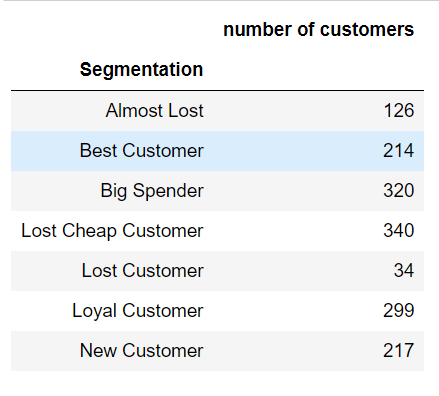 number of customers
Segmentation
Almost Lost 126
Best Customer 214
Big Spender 320
Lost Cheap Customer 340
Lost Customer 34
Loyal Customer 299
New Customer 217